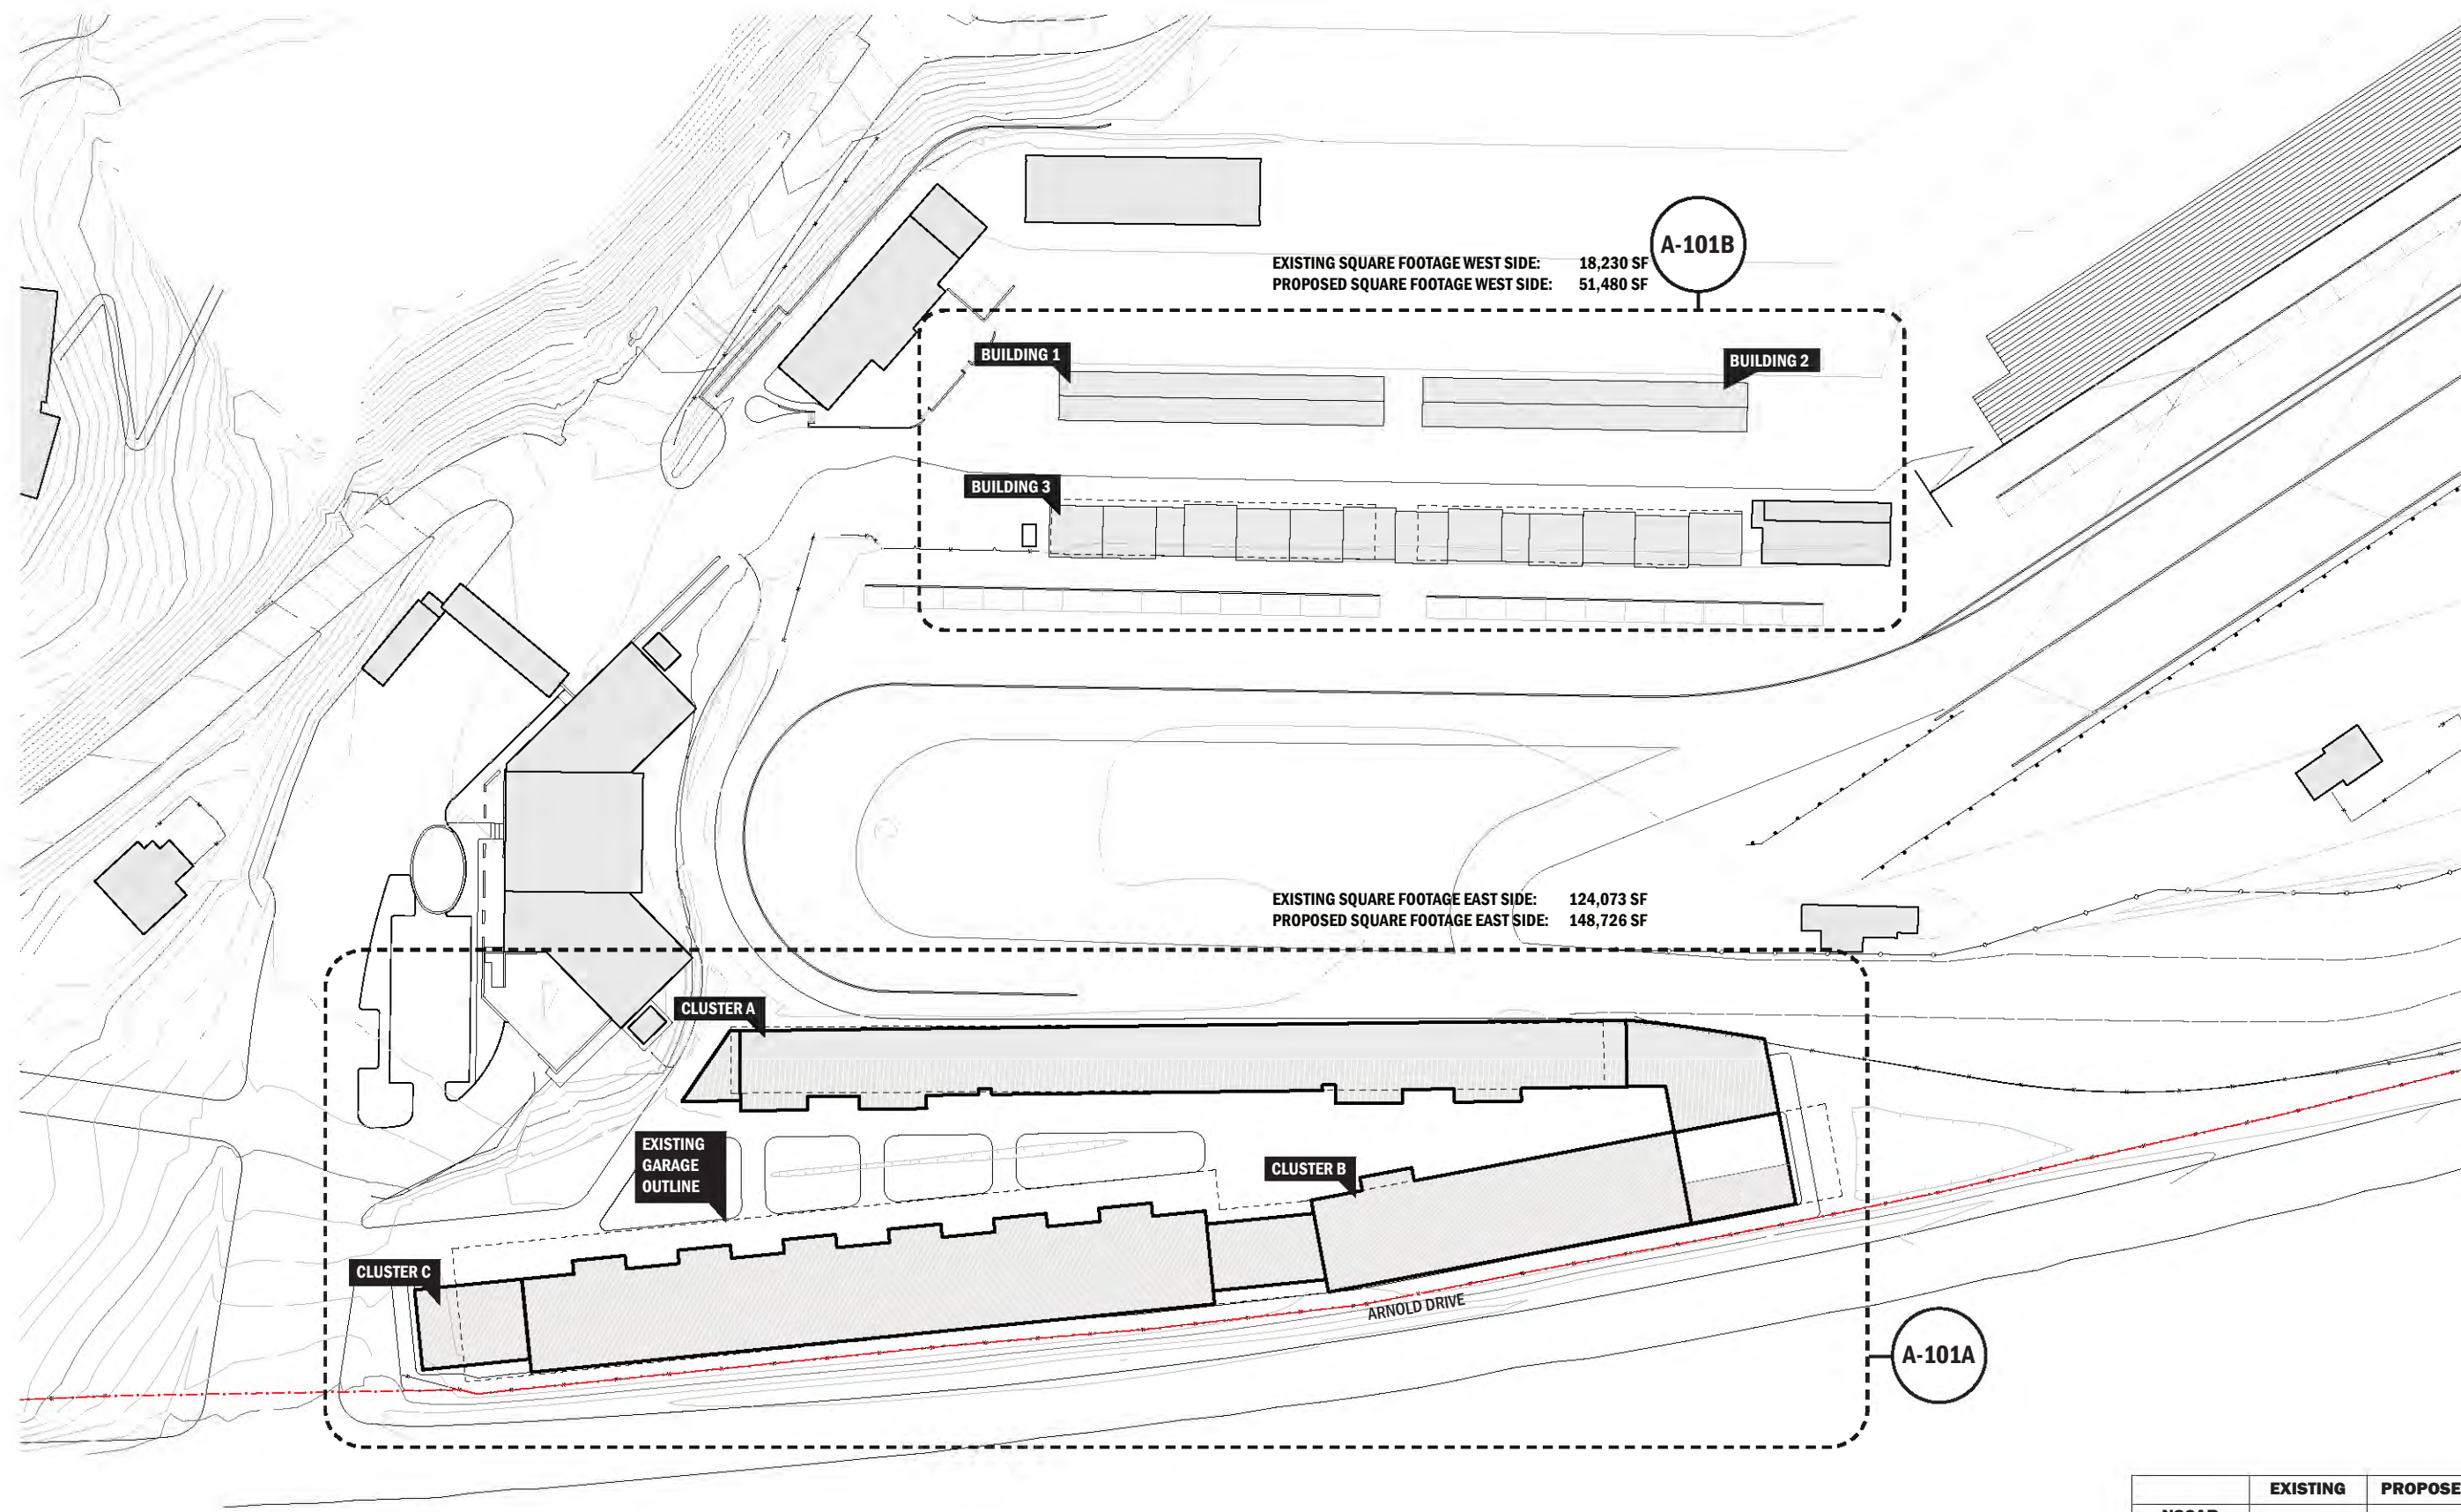 A-101B
EXISTING SQUARE FOOTAGE WEST SIDE: 18,230 SF
PROPOSED SQUARE FOOTAGE WEST SIDE: 51,480 SF
BUILDING 1
BUILDING 2
BUILDING 3
EXISTING SQUARE FOOTAGE EAST SIDE: 124,073 SF
PROPOSED SQUARE FOOTAGE EAST SIDE: 148,726 SF
CLUSTER A
EXISTING
GARAGE
OUTLINE
CLUSTER B
CLUSTER C
ARNOLD DRIVE
A-101A
EXISTING PROPOSE